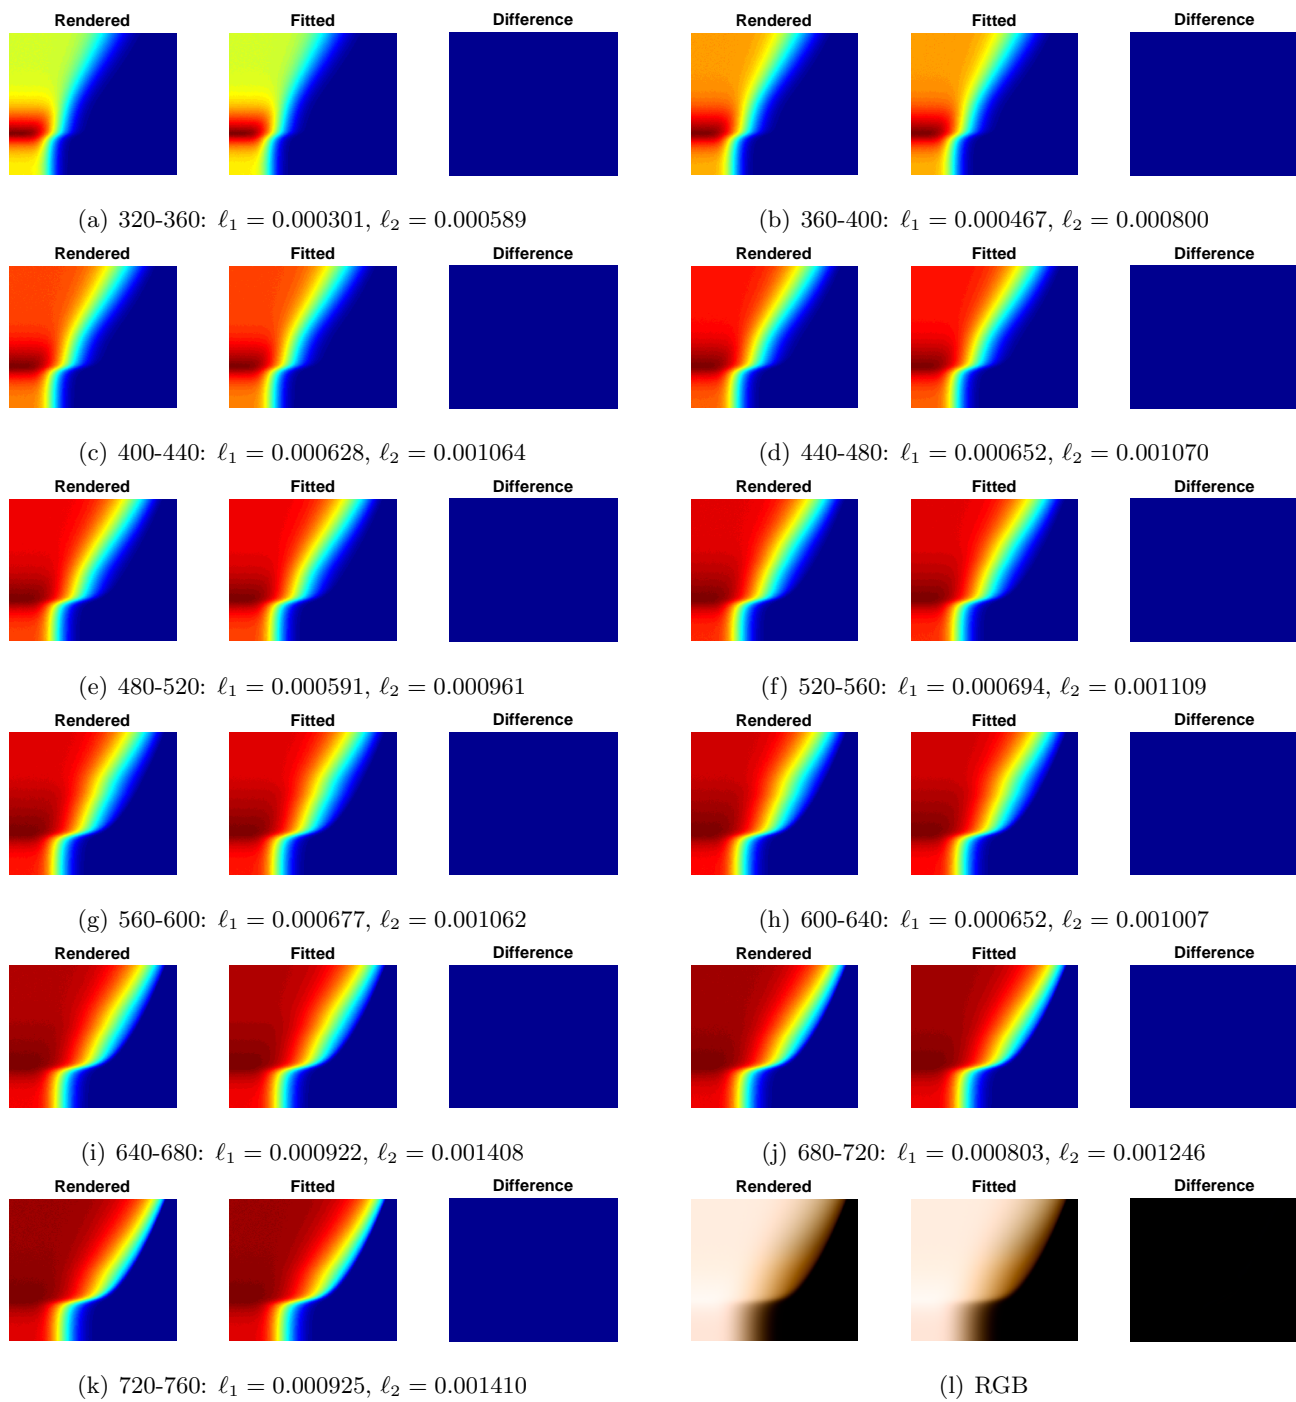 Rendered Fitted Difference Rendered Fitted Difference
(a) 320-360: ℓ1 = 0.000301, ℓ2 = 0.000589 (b) 360-400: ℓ1 = 0.000467, ℓ2 = 0.000800
Rendered Fitted Difference Rendered Fitted Difference
(c) 400-440: ℓ1 = 0.000628, ℓ2 = 0.001064 (d) 440-480: ℓ1 = 0.000652, ℓ2 = 0.001070
Rendered Fitted Difference Rendered Fitted Difference
(e) 480-520: ℓ1 = 0.000591, ℓ2 = 0.000961 (f) 520-560: ℓ1 = 0.000694, ℓ2 = 0.001109
Rendered Fitted Difference Rendered Fitted Difference
(g) 560-600: ℓ1 = 0.000677, ℓ2 = 0.001062 (h) 600-640: ℓ1 = 0.000652, ℓ2 = 0.001007
Rendered Fitted Difference Rendered Fitted Difference
(i) 640-680: ℓ1 = 0.000922, ℓ2 = 0.001408 (j) 680-720: ℓ1 = 0.000803, ℓ2 = 0.001246
Rendered Fitted Difference Rendered Fitted Difference
(k) 720-760: ℓ1 = 0.000925, ℓ2 = 0.001410 (l) RGB